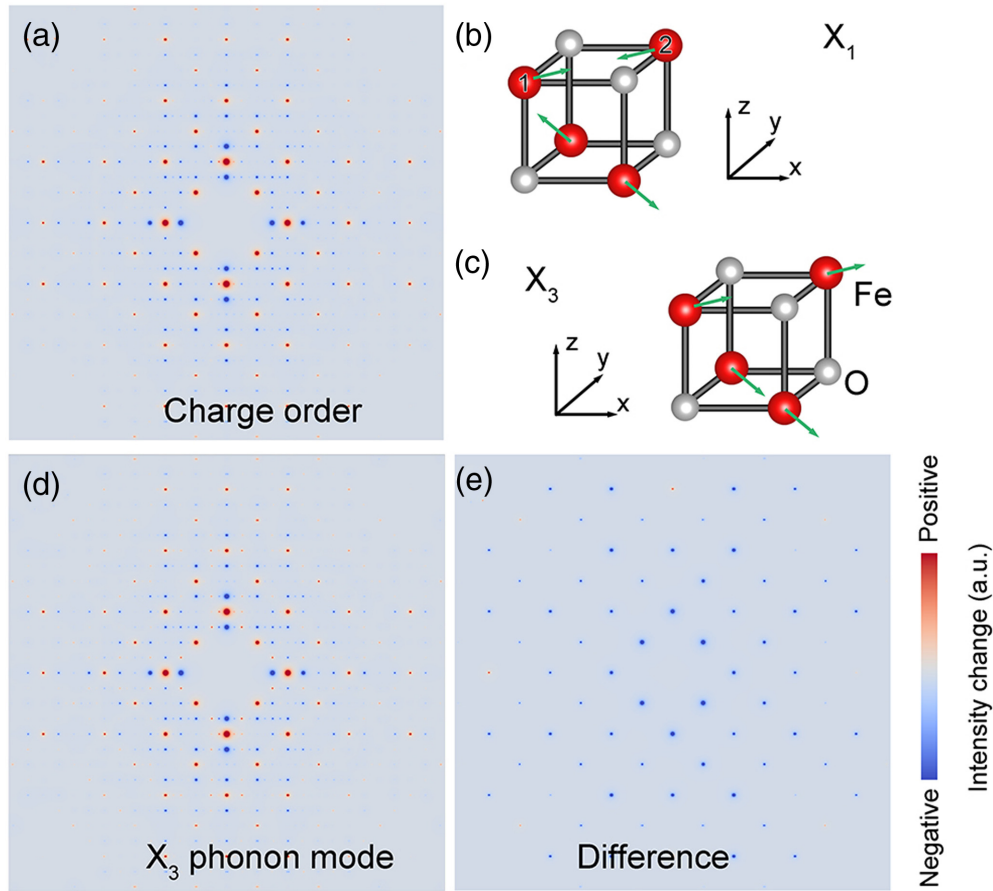 (a)
Charge order
(b)
X1
1
2
z
y
x
(c)
X3
Fe
O
z
y
x
(d)
X3 phonon mode
(e)
Difference
Positive
Negative
Intensity change (a.u.)